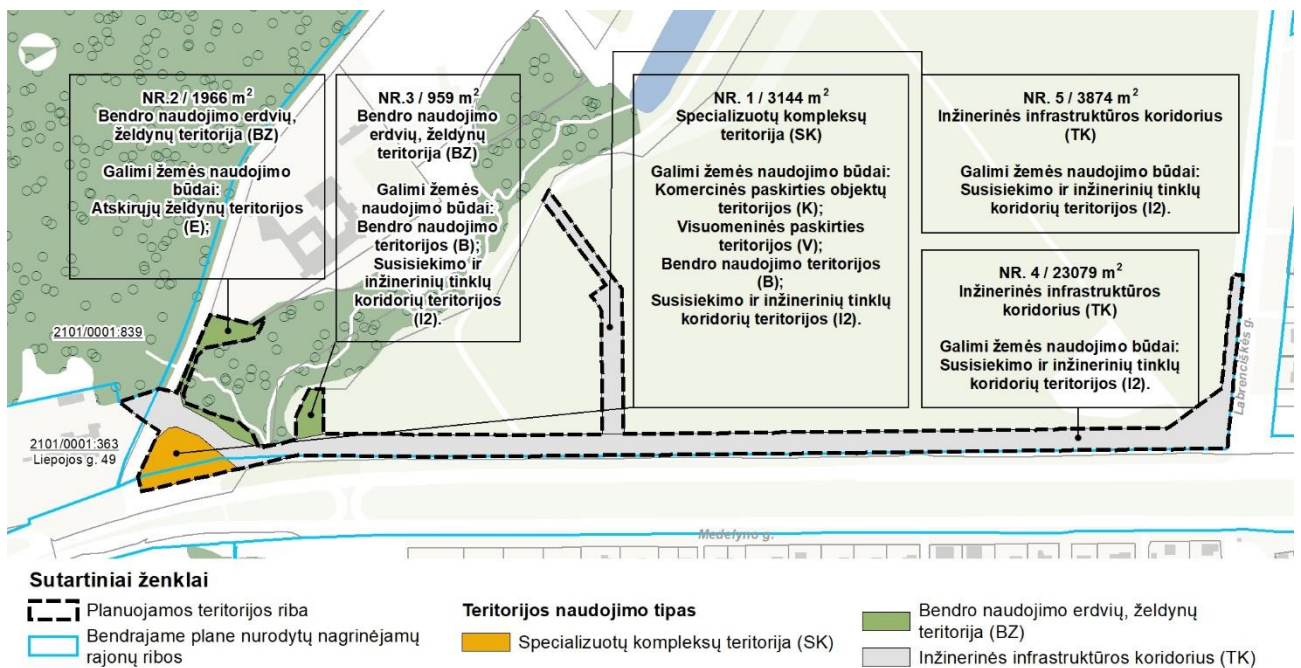 NR.2 / 1966 m²
Bendro naudojimo erdvių,
želdynų teritorija (BZ)
Galimi žemės naudojimo
būdai:
Atskirųjų želdynų teritorijos
(E);
NR.3 / 959 m²
Bendro naudojimo
erdvių, želdynų
teritorija (BZ)
Galimi žemės
naudojimo būdai:
Bendro naudojimo
teritorijos (B);
Susisiekimo ir
inžinerinių tinklų
koridorių teritorijos
(I2).
NR. 1 / 3144 m²
Specializuotų kompleksų
teritorija (SK)
Galimi žemės naudojimo būdai:
Komercinės paskirties objektų
teritorijos (K);
Visuomeninės paskirties
teritorijos (V);
Bendro naudojimo teritorijos
(B);
Susisiekimo ir inžinerinių tinklų
koridorių teritorijos (I2).
NR. 5 / 3874 m²
Inžinerinės infrastruktūros koridorius
(TK)
Galimi žemės naudojimo būdai:
Susisiekimo ir inžinerinių tinklų
koridorių teritorijos (I2).
NR. 4 / 23079 m²
Inžinerinės infrastruktūros
koridorius (TK)
Galimi žemės naudojimo būdai:
Susisiekimo ir inžinerinių tinklų
koridorių teritorijos (I2).
2101/0001:839
2101/0001:363
Liepojos g. 49
Labrenciškės g.
Medelyno g.
Sutartiniai ženklai
Planuojamos teritorijos riba
Bendrajame plane nurodytų nagrinėjamų
rajonų ribos
Teritorijos naudojimo tipas
Specializuotų kompleksų teritorija (SK)
Bendro naudojimo erdvių, želdynų
teritorija (BZ)
Inžinerinės infrastruktūros koridorius (TK)